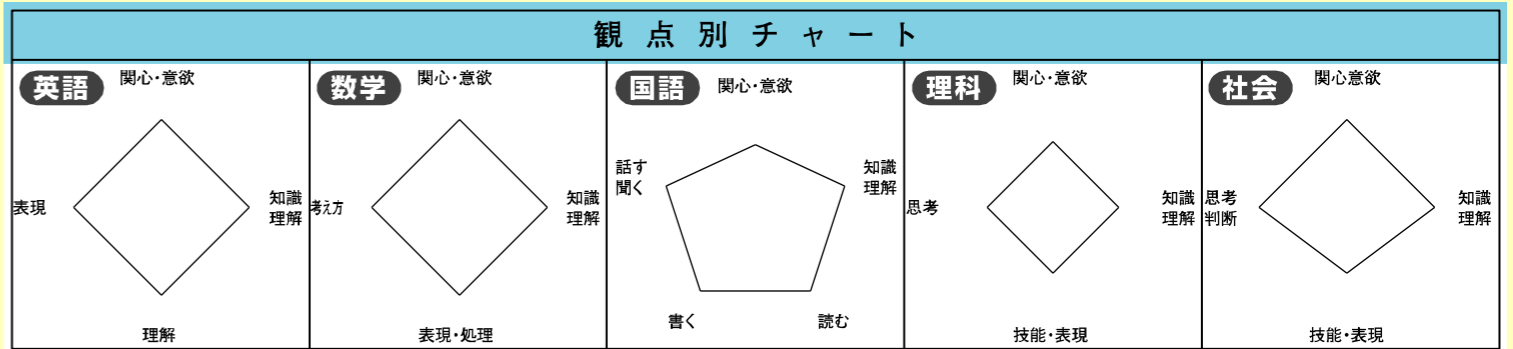 観点別チャート
英語
関心・意欲
表現
知識
理解
理解
数学
関心・意欲
考え方
知識
理解
表現・処理
国語
関心・意欲
話す
聞く
知識
理解
書く
読む
理科
関心・意欲
思考
知識
理解
技能・表現
社会
関心意欲
思考
判断
知識
理解
技能・表現